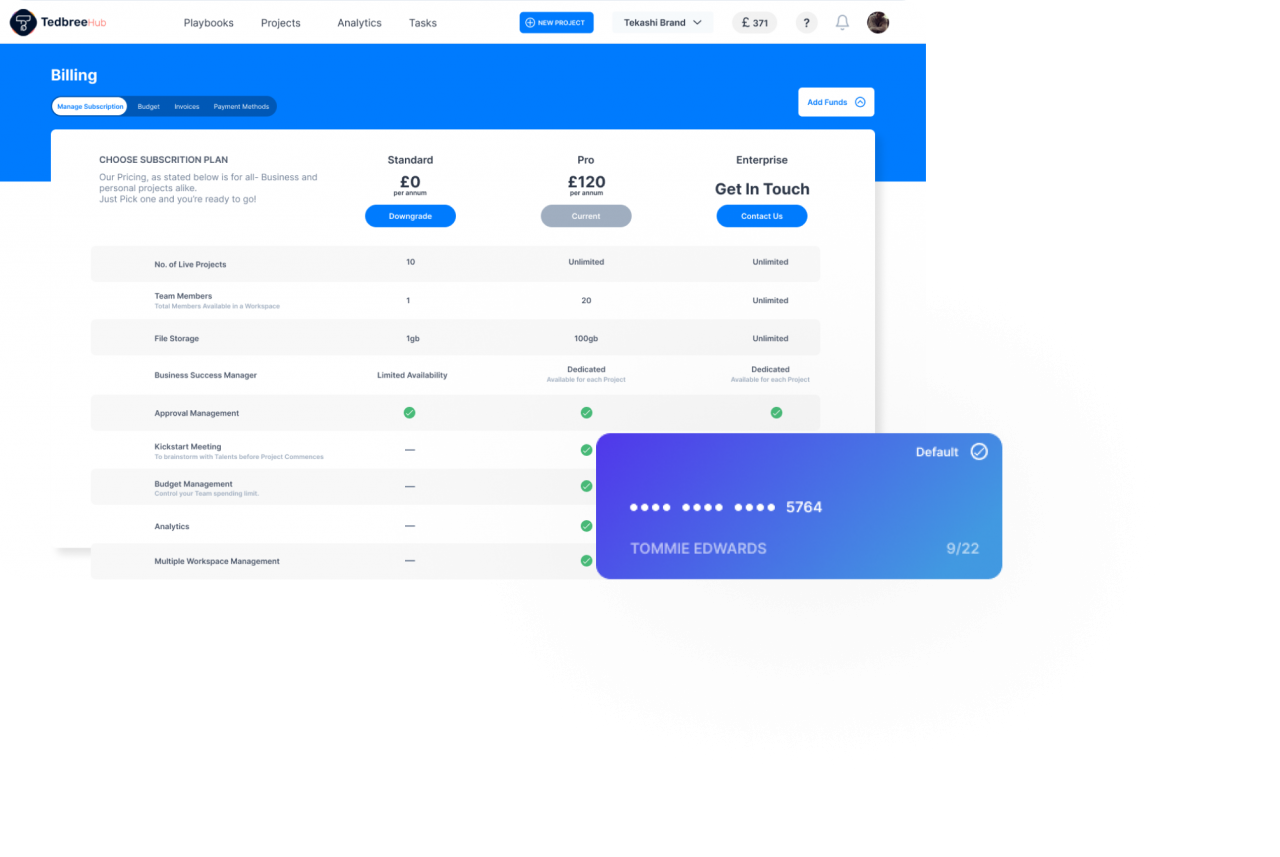 TedbreeHub
Playbooks Projects Analytics Tasks
NEW PROJECT
Tekashi Brand
£ 371
?
Billing
Manage Subscription Budget Invoices Payment Methods
Add Funds
CHOOSE SUBSCRITION PLAN
Our Pricing, as stated below is for all- Business and
personal projects alike.
Just Pick one and you're ready to go!
Standard
£0
per annum
Downgrade
Pro
£120
per annum
Current
Enterprise
Get In Touch
Contact Us
No. of Live Projects 10 Unlimited Unlimited
Team Members 1 20 Unlimited
Total Members Available in a Workspace
File Storage 1gb 100gb Unlimited
Business Success Manager Limited Availability Dedicated Dedicated
Available for each Project Available for each Project
Approval Management
Kickstart Meeting —
To brainstorm with Talents before Project Commences
Budget Management —
Control your Team spending limit.
Analytics —
Multiple Workspace Management —
Default
•••• •••• •••• 5764
TOMMIE EDWARDS 9/22